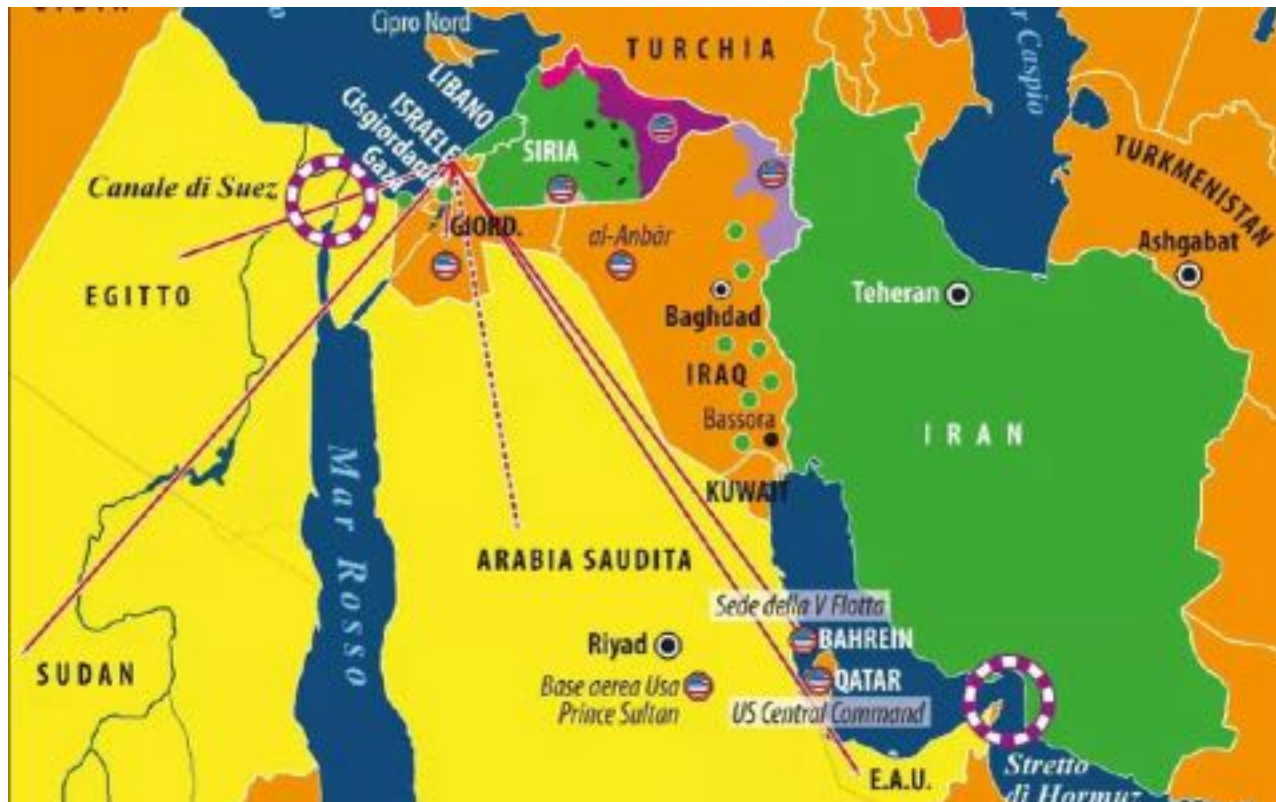 Cipro Nord
TURCHIA
r Caspio
LIBANO
ISRAELE
Cisgiordania
Gaza
SIRIA
TURKMENISTAN
Canale di Suez
GIORD.
al-Anbār
Ashgabat
EGITTO
Teheran
Baghdad
IRAQ
Bassora
IRAN
KUWAIT
Mar Rosso
ARABIA SAUDITA
Sede della V Flotta
Riyad
BAHREIN
SUDAN
Base aerea Usa
Prince Sultan
QATAR
US Central Command
E.A.U.
Stretto
di Hormuz